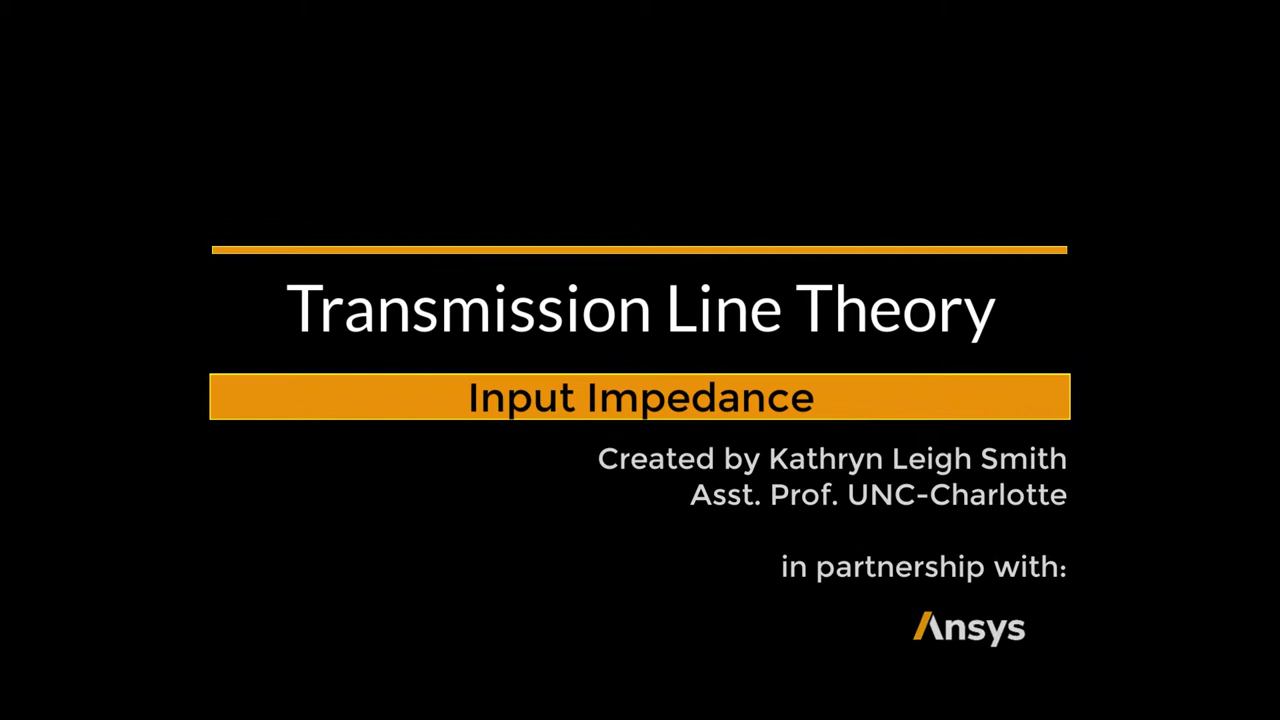 Transmission Line Theory
Input Impedance
Created by Kathryn Leigh Smith
Asst. Prof. UNC-Charlotte
in partnership with:
Ansys